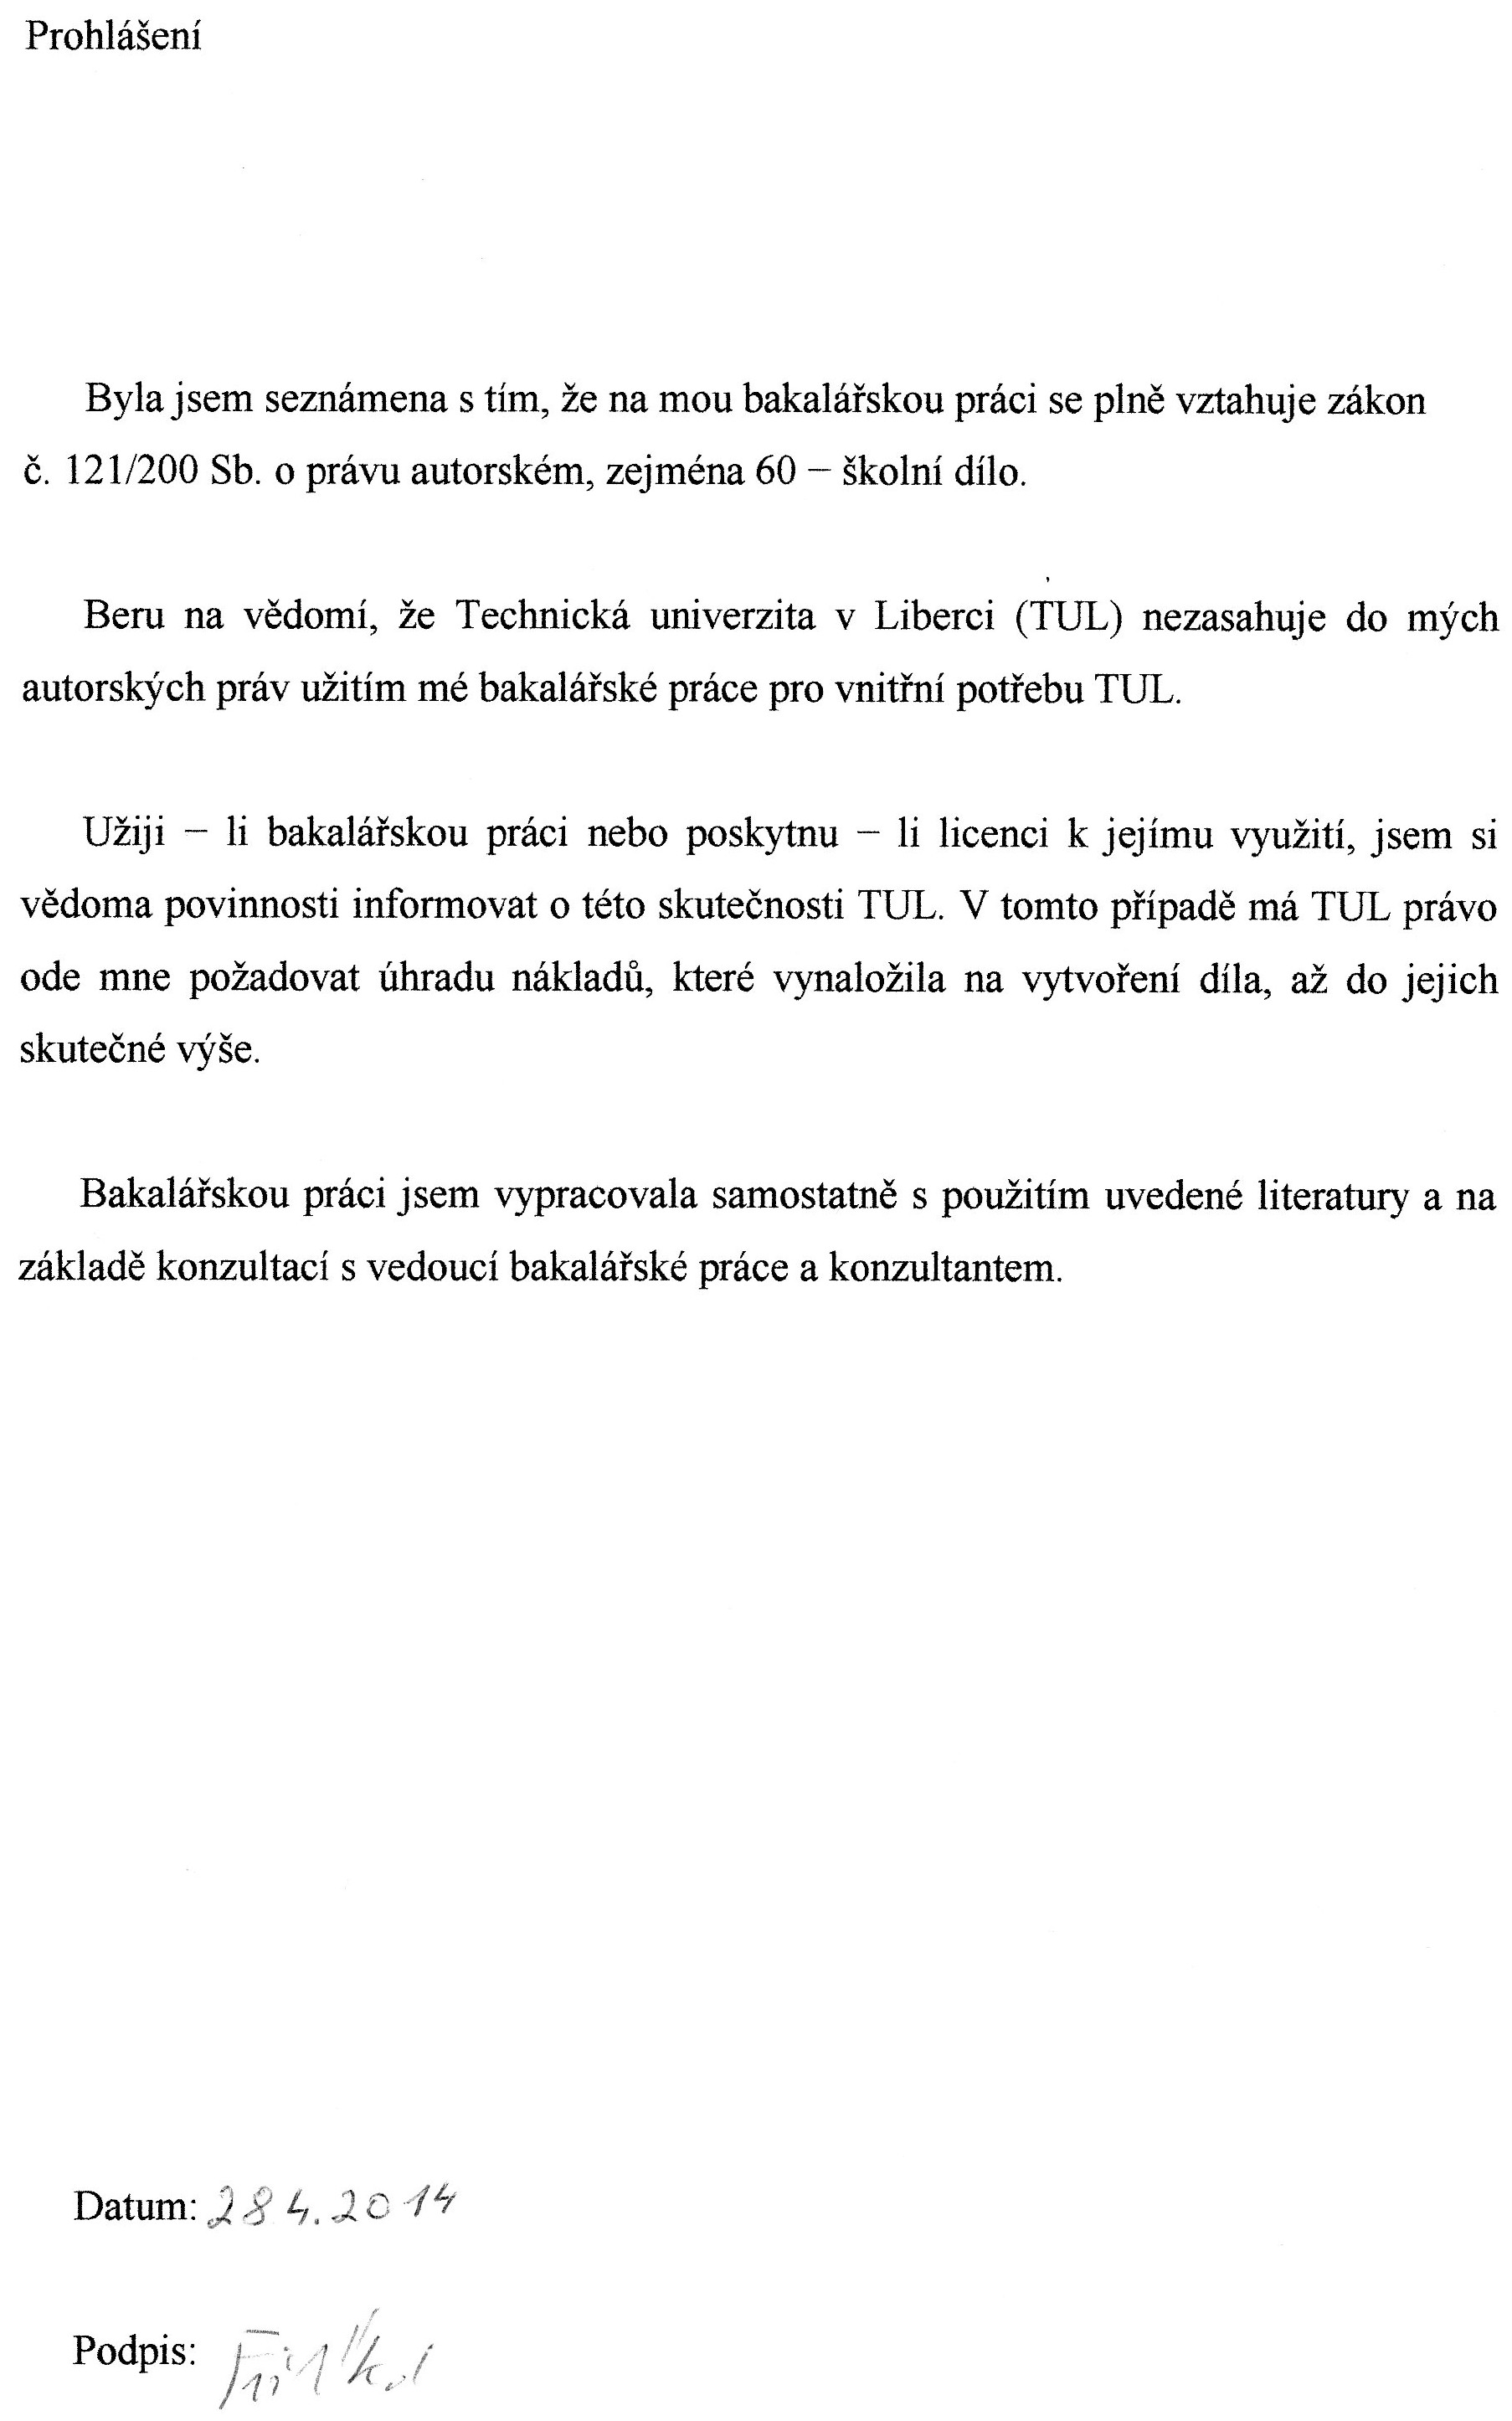 Prohlášení
Byla jsem seznámena s tím, že na mou bakalářskou práci se plně vztahuje zákon
č. 121/200 Sb. o právu autorském, zejména 60 – školní dílo.
Beru na vědomí, že Technická univerzita v Liberci (TUL) nezasahuje do mých
autorských práv užitím mé bakalářské práce pro vnitřní potřebu TUL.
Užiji – li bakalářskou práci nebo poskytnu – li licenci k jejímu využití, jsem si
vědoma povinnosti informovat o této skutečnosti TUL. V tomto případě má TUL právo
ode mne požadovat úhradu nákladů, které vynaložila na vytvoření díla, až do jejich
skutečné výše.
Bakalářskou práci jsem vypracovala samostatně s použitím uvedené literatury a na
základě konzultací s vedoucí bakalářské práce a konzultantem.
Datum: 28 4. 2014
Podpis: